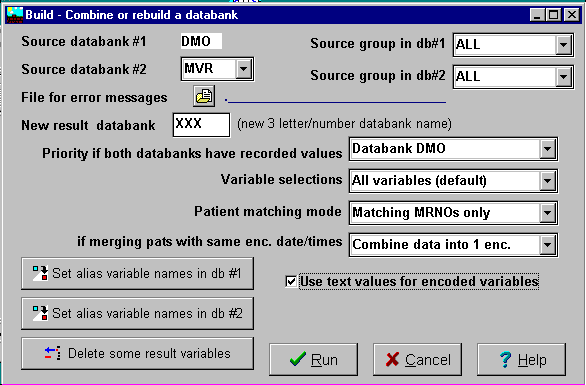 Build - Combine or rebuild a databank
Source databank #1 DMO Source group in db#1 ALL
Source databank #2 MVR Source group in db#2 ALL
File for error messages .
New result databank XXX (new 3 letter/number databank name)
Priority if both databanks have recorded values Databank DMO
Variable selections All variables (default)
Patient matching mode Matching MRNOs only
if merging pats with same enc. date/times Combine data into 1 enc.
Set alias variable names in db #1
Use text values for encoded variables
Set alias variable names in db #2
Delete some result variables
Run Cancel ? Help